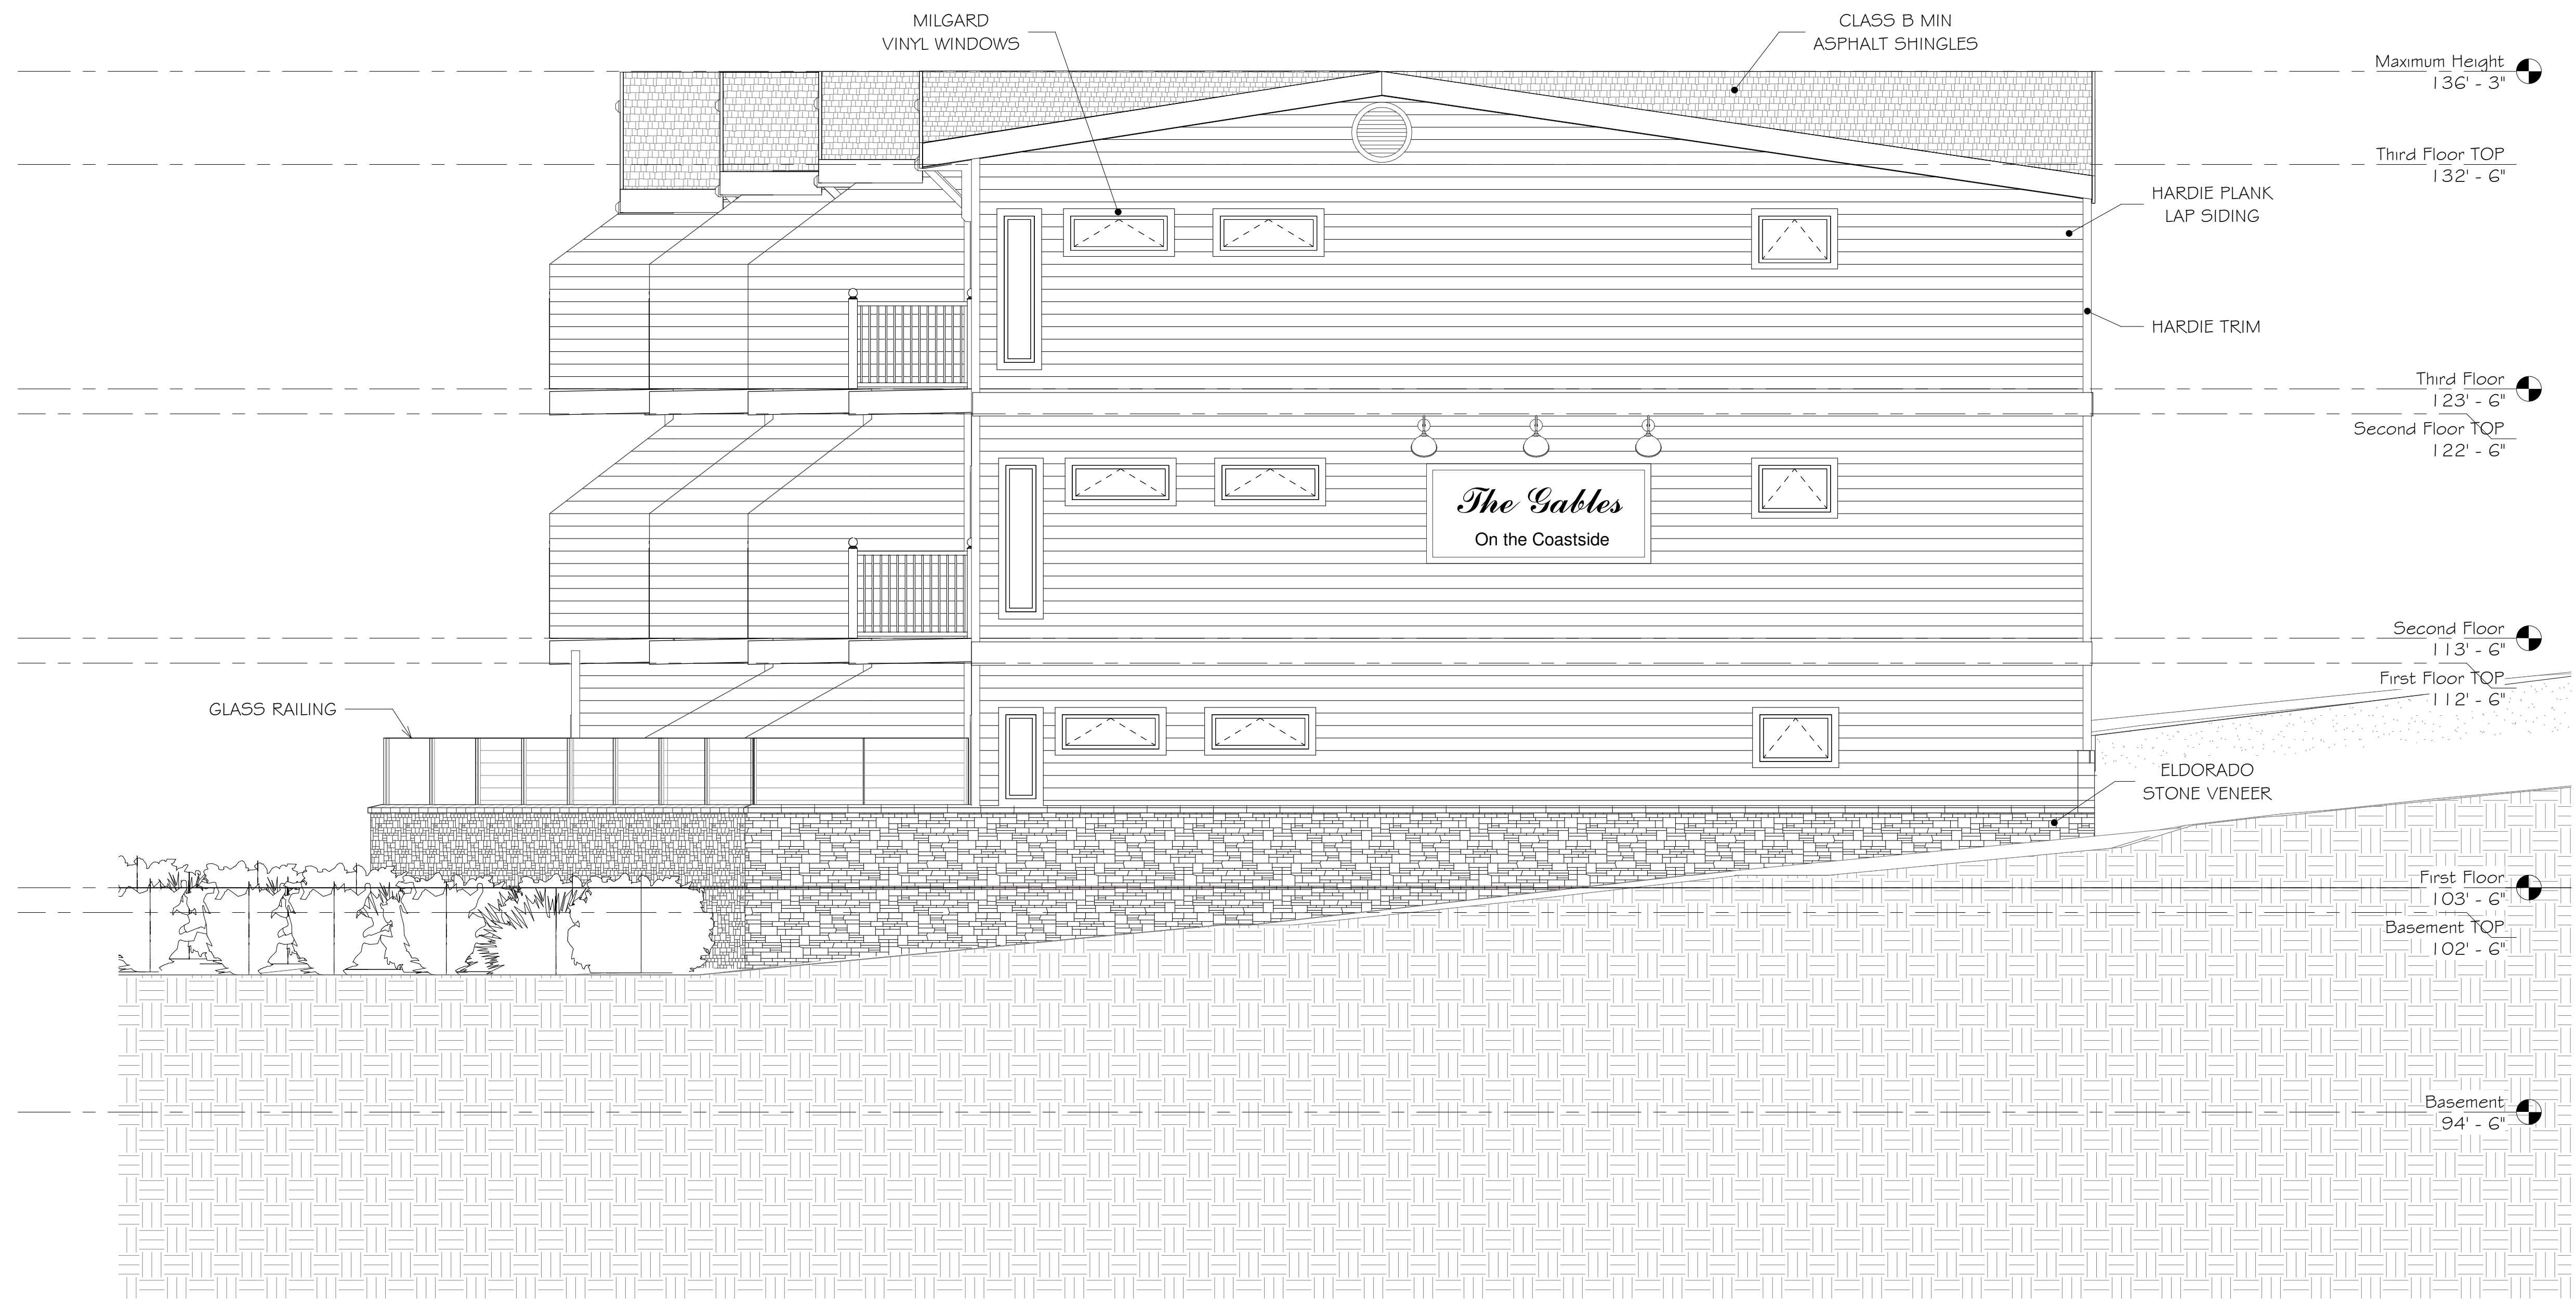 MILGARD
VINYL WINDOWS
CLASS B MIN
ASPHALT SHINGLES
Maximum Height
136' - 3"
Third Floor TOP
132' - 6"
HARDIE PLANK
LAP SIDING
HARDIE TRIM
Third Floor
123' - 6"
Second Floor TOP
122' - 6"
The Gables
On the Coastside
Second Floor
113' - 6"
First Floor TOP
112' - 6"
GLASS RAILING
ELDORADO
STONE VENEER
First Floor
103' - 6"
Basement TOP
102' - 6"
Basement
94' - 6"